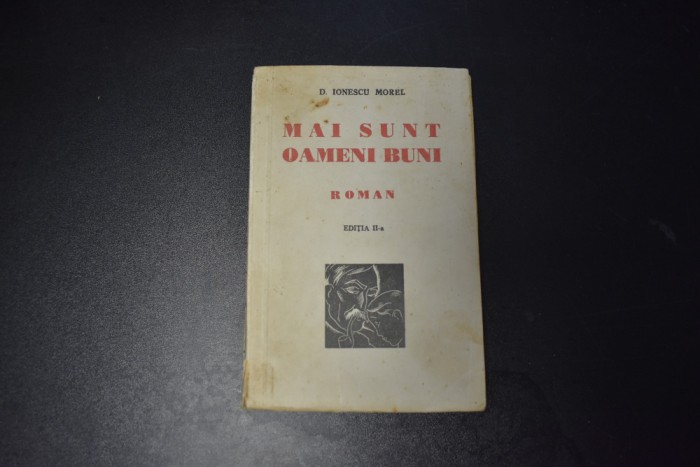 D. IONESCU MOREL
MAI SUNT
OAMENI BUNI
ROMAN
EDIȚIA II-a